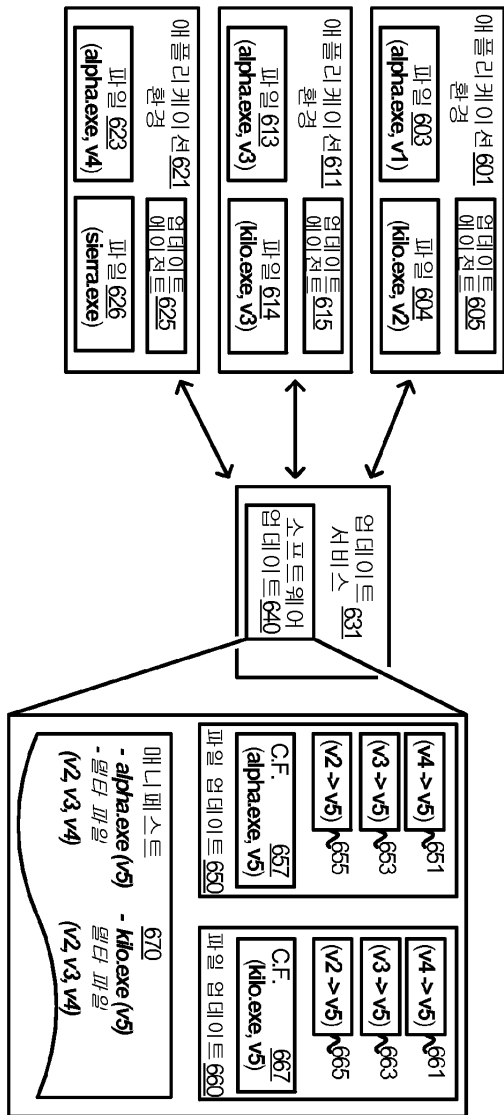 애플리케이션 601
환경
업데이트
에이전트 605
파일 603
(alpha.exe, v1)
파일 604
(kilo.exe, v2)
애플리케이션 611
환경
업데이트
에이전트 615
파일 613
(alpha.exe, v3)
파일 614
(kilo.exe, v3)
애플리케이션 621
환경
업데이트
에이전트 625
파일 623
(alpha.exe, v4)
파일 626
(sierra.exe)
업데이트
서비스 631
소프트웨어
업데이트 640
(v4 -> v5) 651
(v3 -> v5) 653
(v2 -> v5) 655
C.F. 657
(alpha.exe, v5)
파일 업데이트 650
(v4 -> v5) 661
(v3 -> v5) 663
(v2 -> v5) 665
C.F. 667
(kilo.exe, v5)
파일 업데이트 660
매니페스트 670
- alpha.exe (v5)
- 델타 파일
(v2, v3, v4)
- kilo.exe (v5)
델타 파일
(v2, v3, v4)